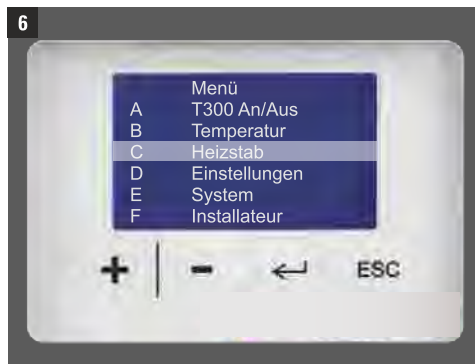 6
Menü
A T300 An/Aus
B Temperatur
C Heizstab
D Einstellungen
E System
F Installateur
+ | - ↵ ESC